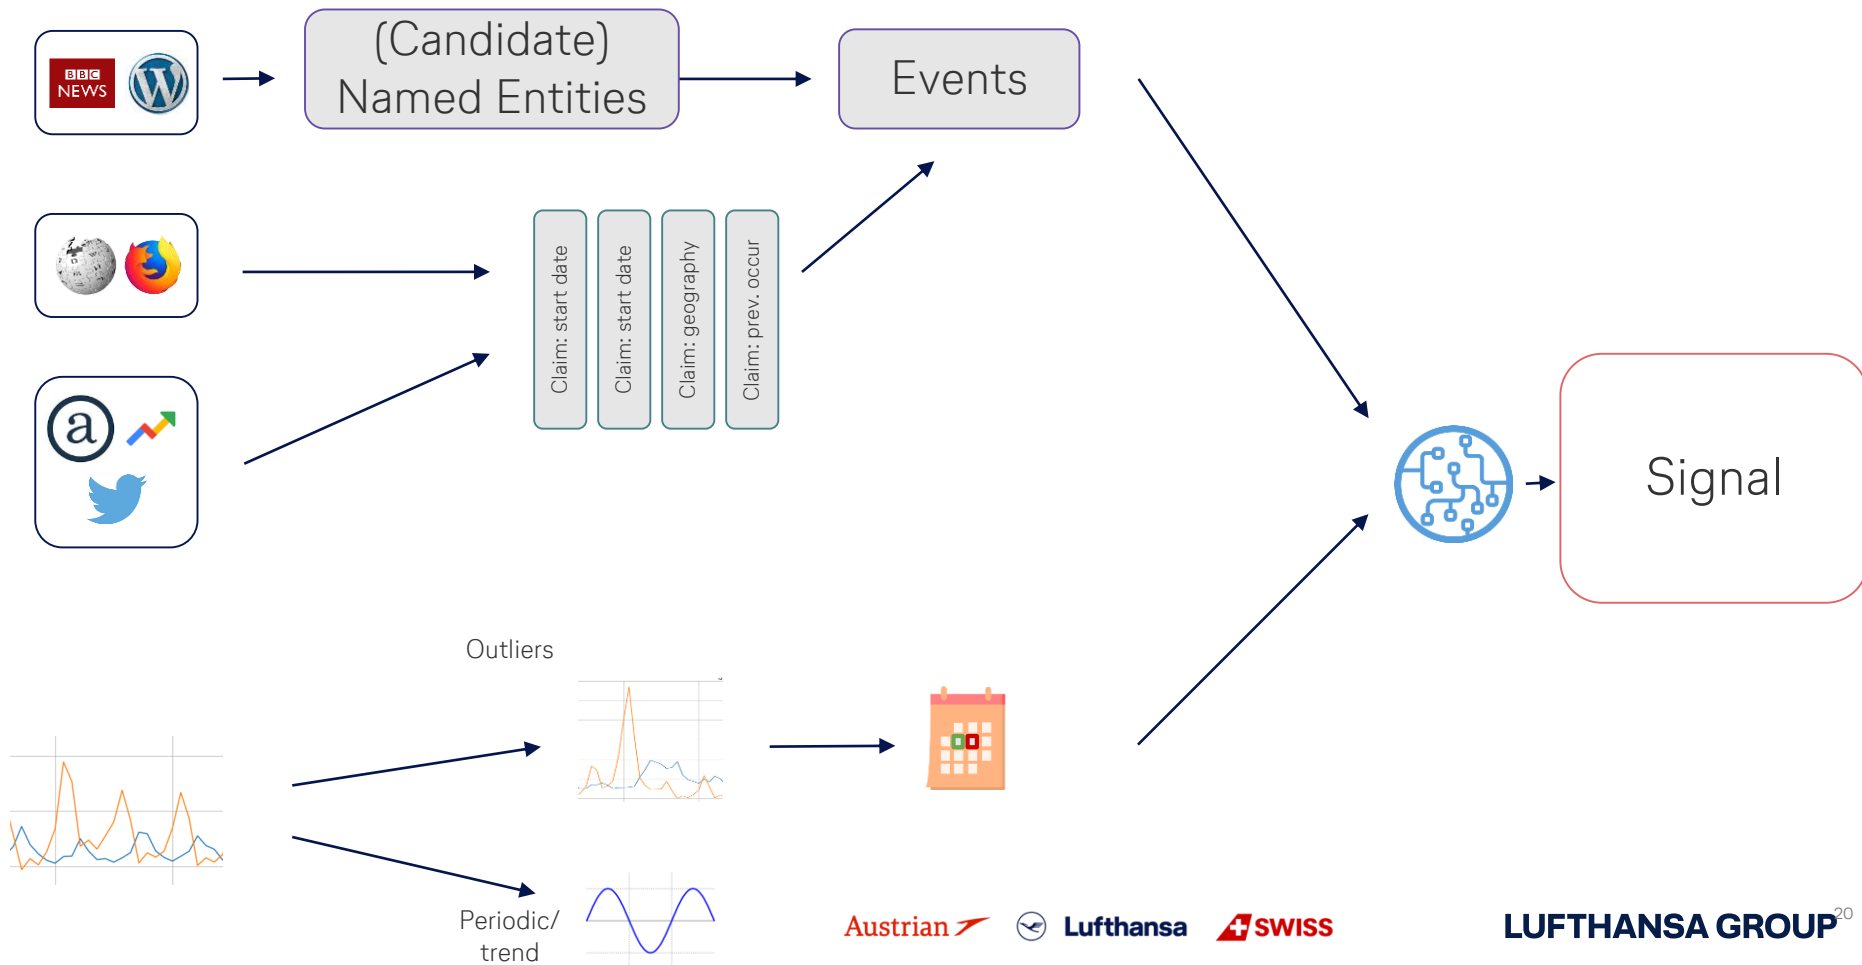 BBC
NEWS
(Candidate)
Named Entities
Events
W
Claim: start date
Claim: start date
Claim: geography
Claim: prev. occur
a
Signal
Outliers
Periodic/
trend
Austrian
Lufthansa
SWISS
LUFTHANSA GROUP
20